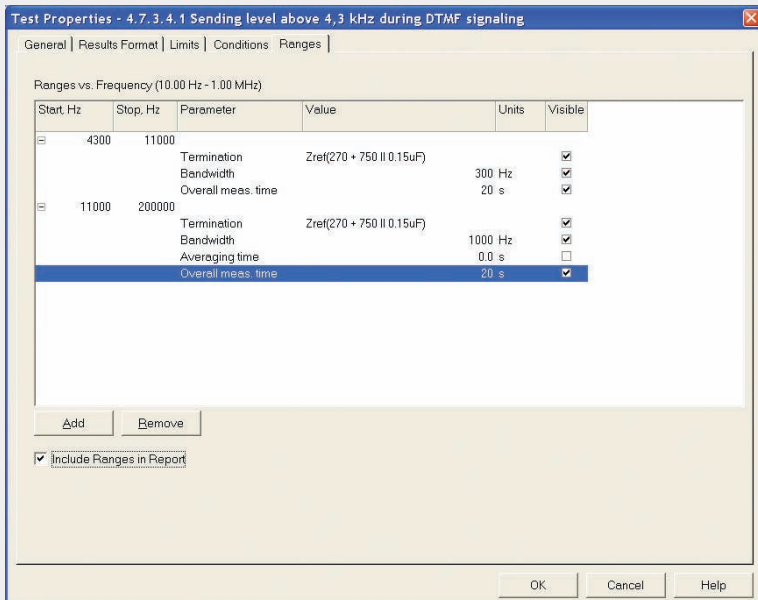 Test Properties - 4.7.3.4.1 Sending level above 4,3 kHz during DTMF signaling
General Results Format Limits Conditions Ranges
Ranges vs. Frequency (10.00 Hz - 1.00 MHz)
Start, Hz Stop, Hz Parameter Value Units Visible
4300 11000
Termination Zref(270 + 750 II 0.15uF)
Bandwidth 300 Hz
Overall meas. time 20 s
11000 200000
Termination Zref(270 + 750 II 0.15uF)
Bandwidth 1000 Hz
Averaging time 0.0 s
Overall meas. time 20 s
Add Remove
Include Ranges in Report
OK Cancel Help